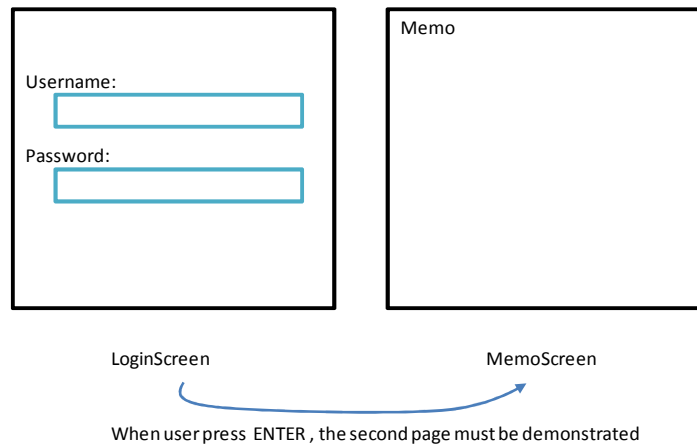 Memo
Username:
Password:
LoginScreen
MemoScreen
When user press ENTER , the second page must be demonstrated